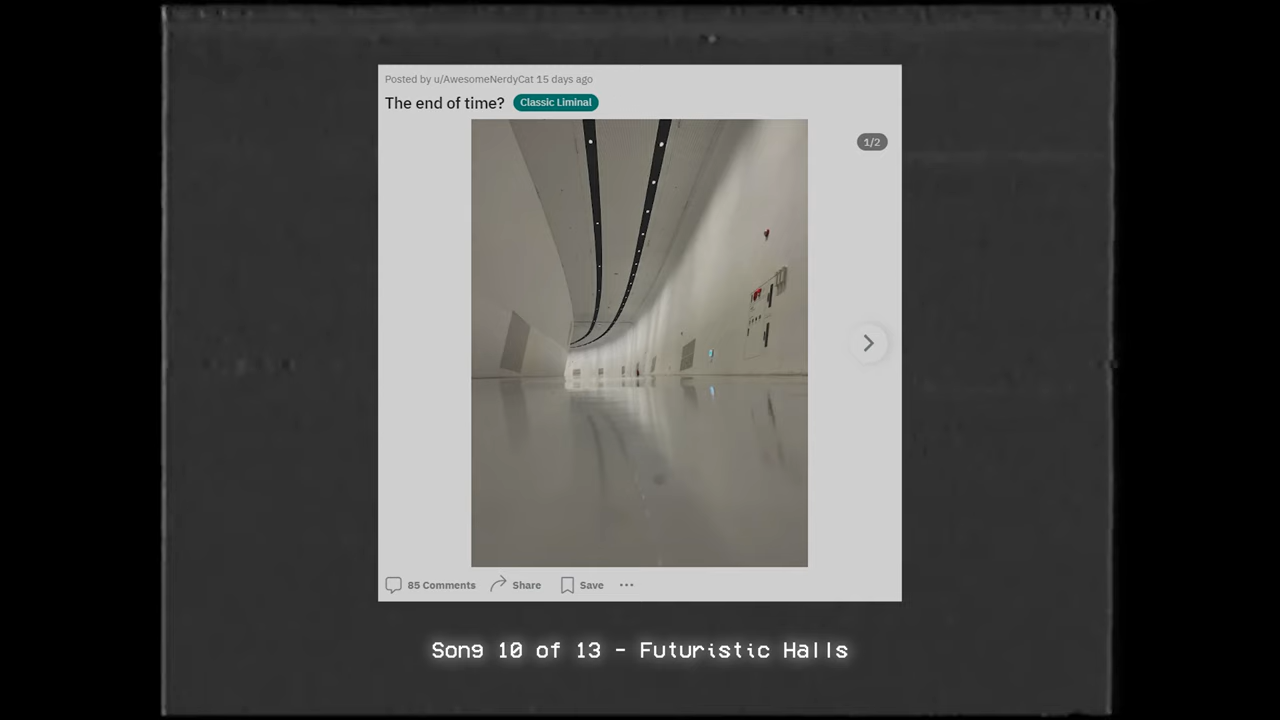 Posted by u/AwesomeNerdyCat 15 days ago
The end of time? Classic Liminal
1/2
85 Comments Share Save
Song 10 of 13 - Futuristic Halls